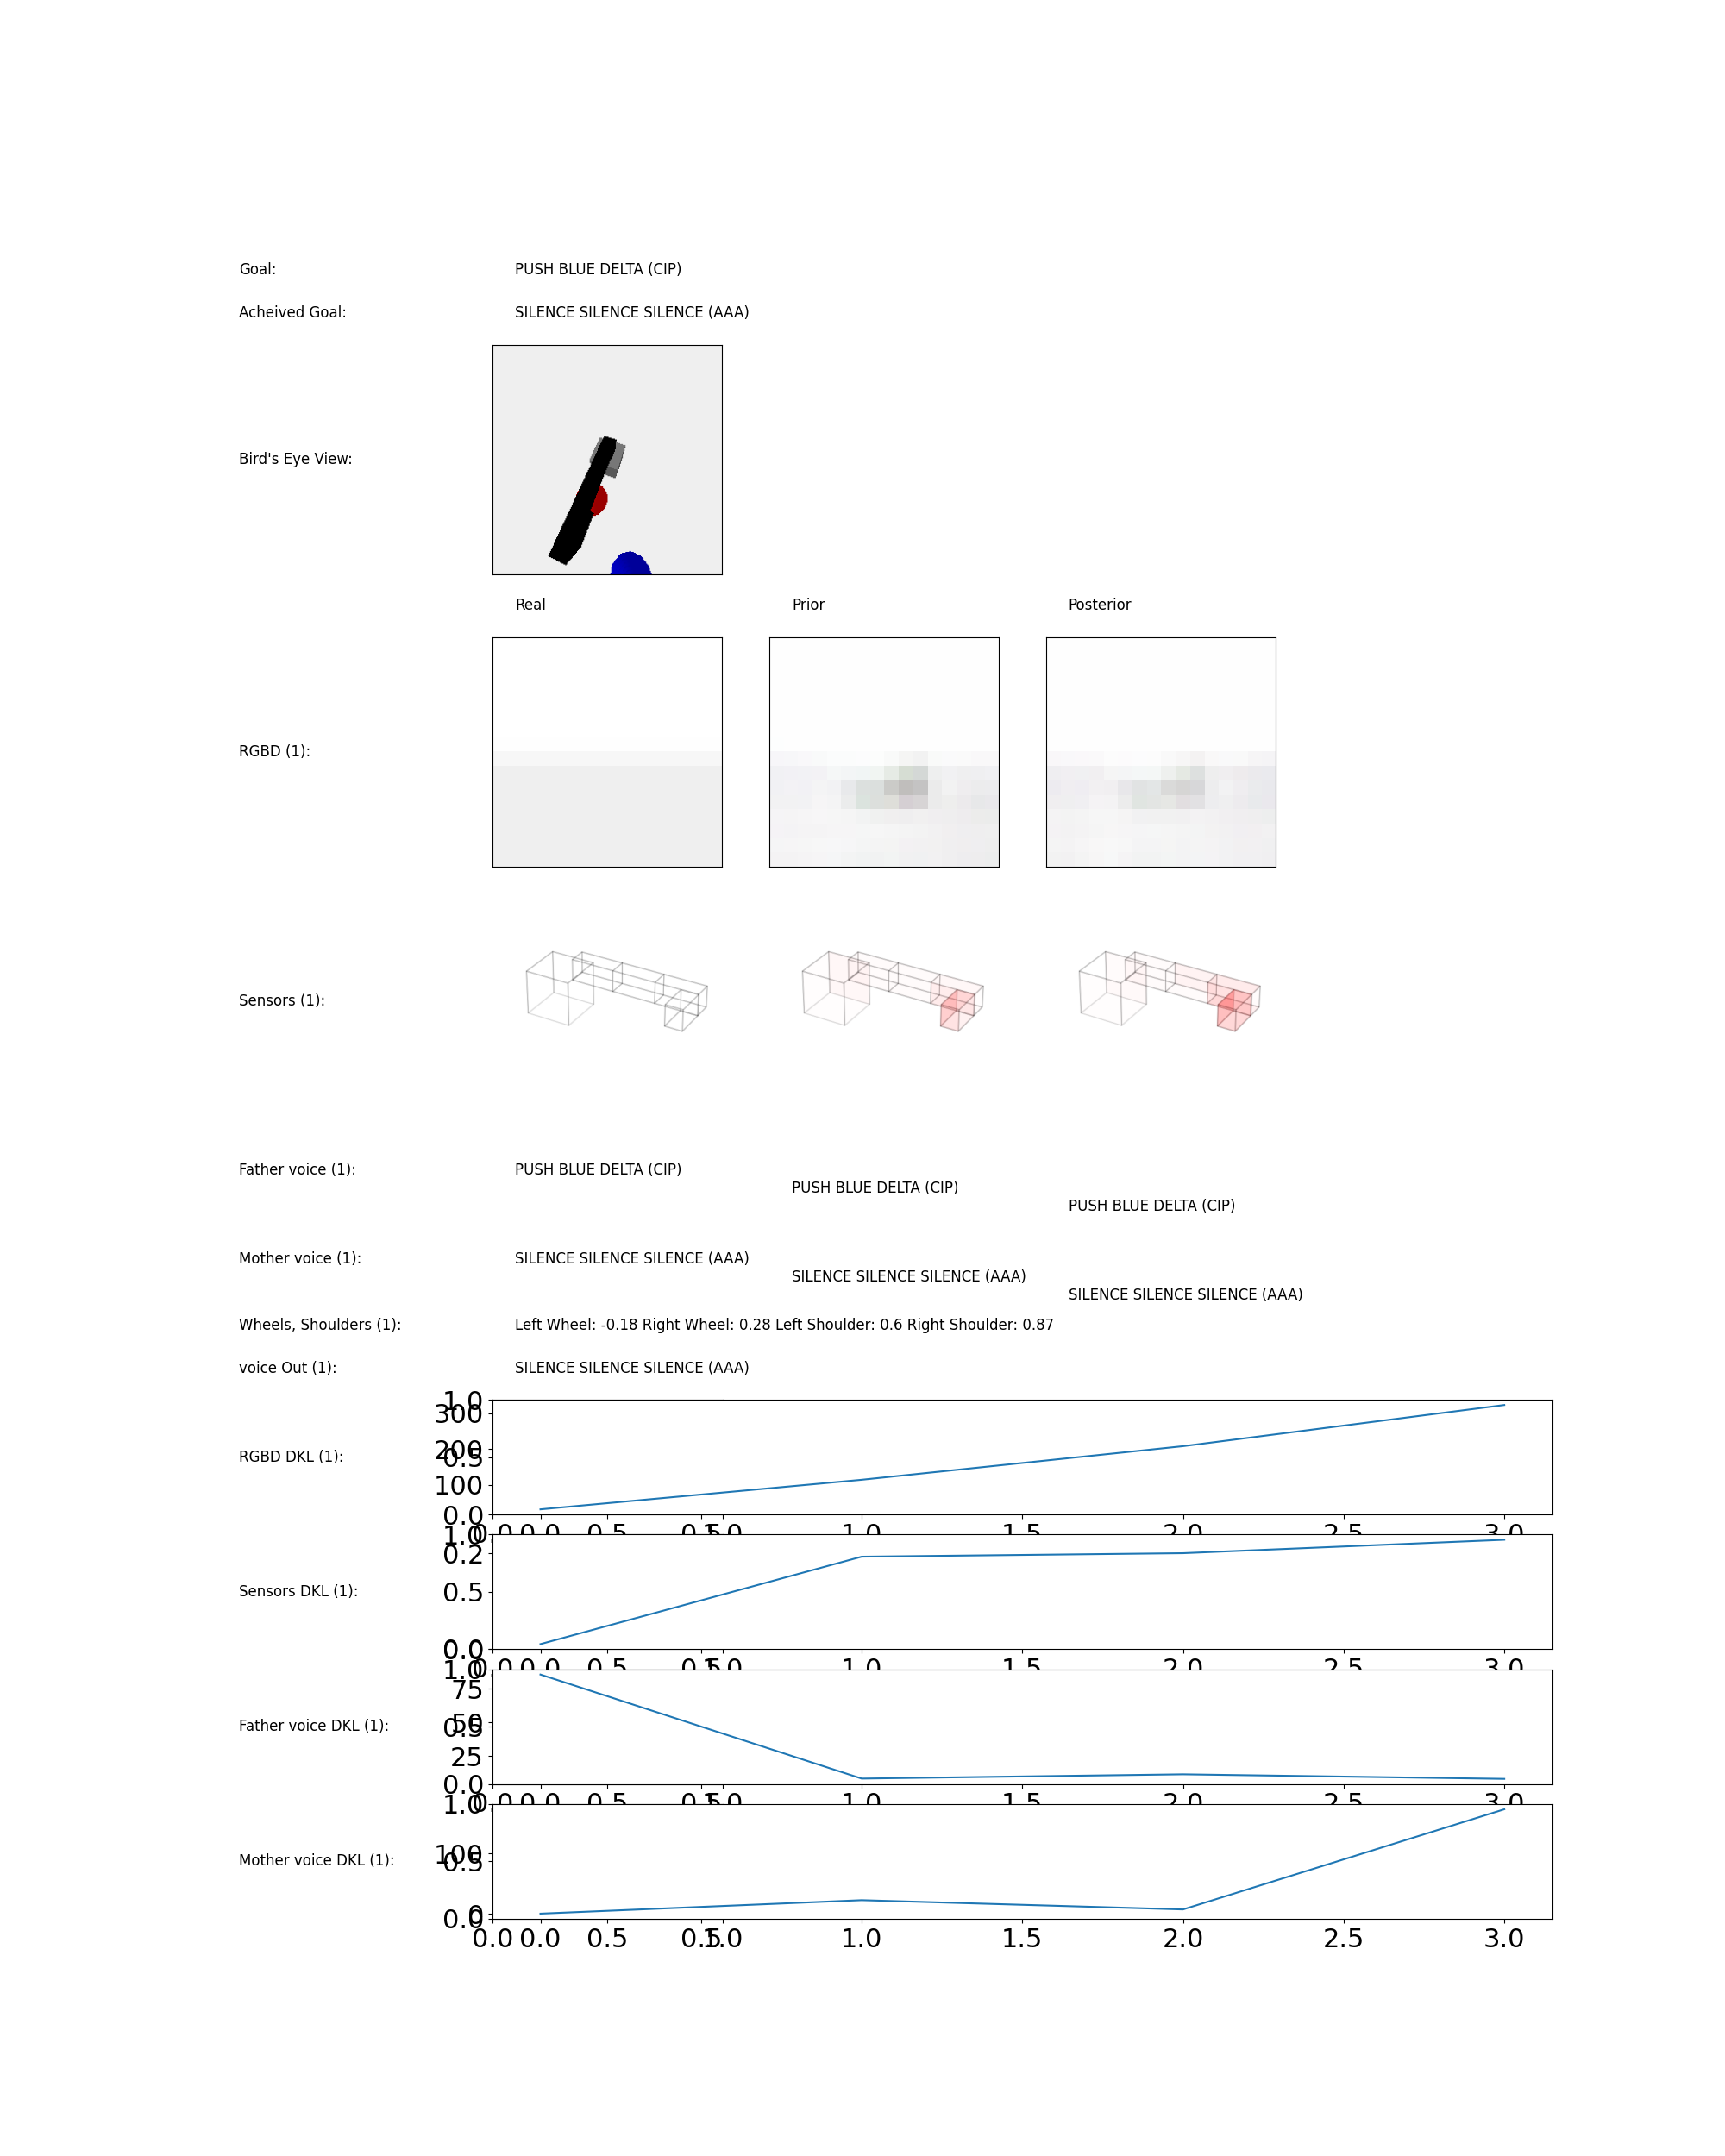 Goal: PUSH BLUE DELTA (CIP)
Acheived Goal: SILENCE SILENCE SILENCE (AAA)
Bird's Eye View:
Real Prior Posterior
RGBD (1):
Sensors (1):
Father voice (1): PUSH BLUE DELTA (CIP)
PUSH BLUE DELTA (CIP)
PUSH BLUE DELTA (CIP)
Mother voice (1): SILENCE SILENCE SILENCE (AAA)
SILENCE SILENCE SILENCE (AAA)
SILENCE SILENCE SILENCE (AAA)
Wheels, Shoulders (1): Left Wheel: -0.18 Right Wheel: 0.28 Left Shoulder: 0.6 Right Shoulder: 0.87
voice Out (1): SILENCE SILENCE SILENCE (AAA)
1.0
300
200
RGBD DKL (1): 0.5
100
0.0
0.0 0.0 0.5 0.5 1.0 1.0 1.5 2.0 2.5 3.0
1.0
0.2
Sensors DKL (1): 0.5
0.0 0.0
0.0 0.0 0.5 0.5 1.0 1.0 1.5 2.0 2.5 3.0
1.0
75
50
Father voice DKL (1): 0.5
25
0.0
0.0 0.0 0.5 0.5 1.0 1.0 1.5 2.0 2.5 3.0
1.0
100
Mother voice DKL (1): 0.5
0
0.0
0.0 0.0 0.5 0.5 1.0 1.0 1.5 2.0 2.5 3.0